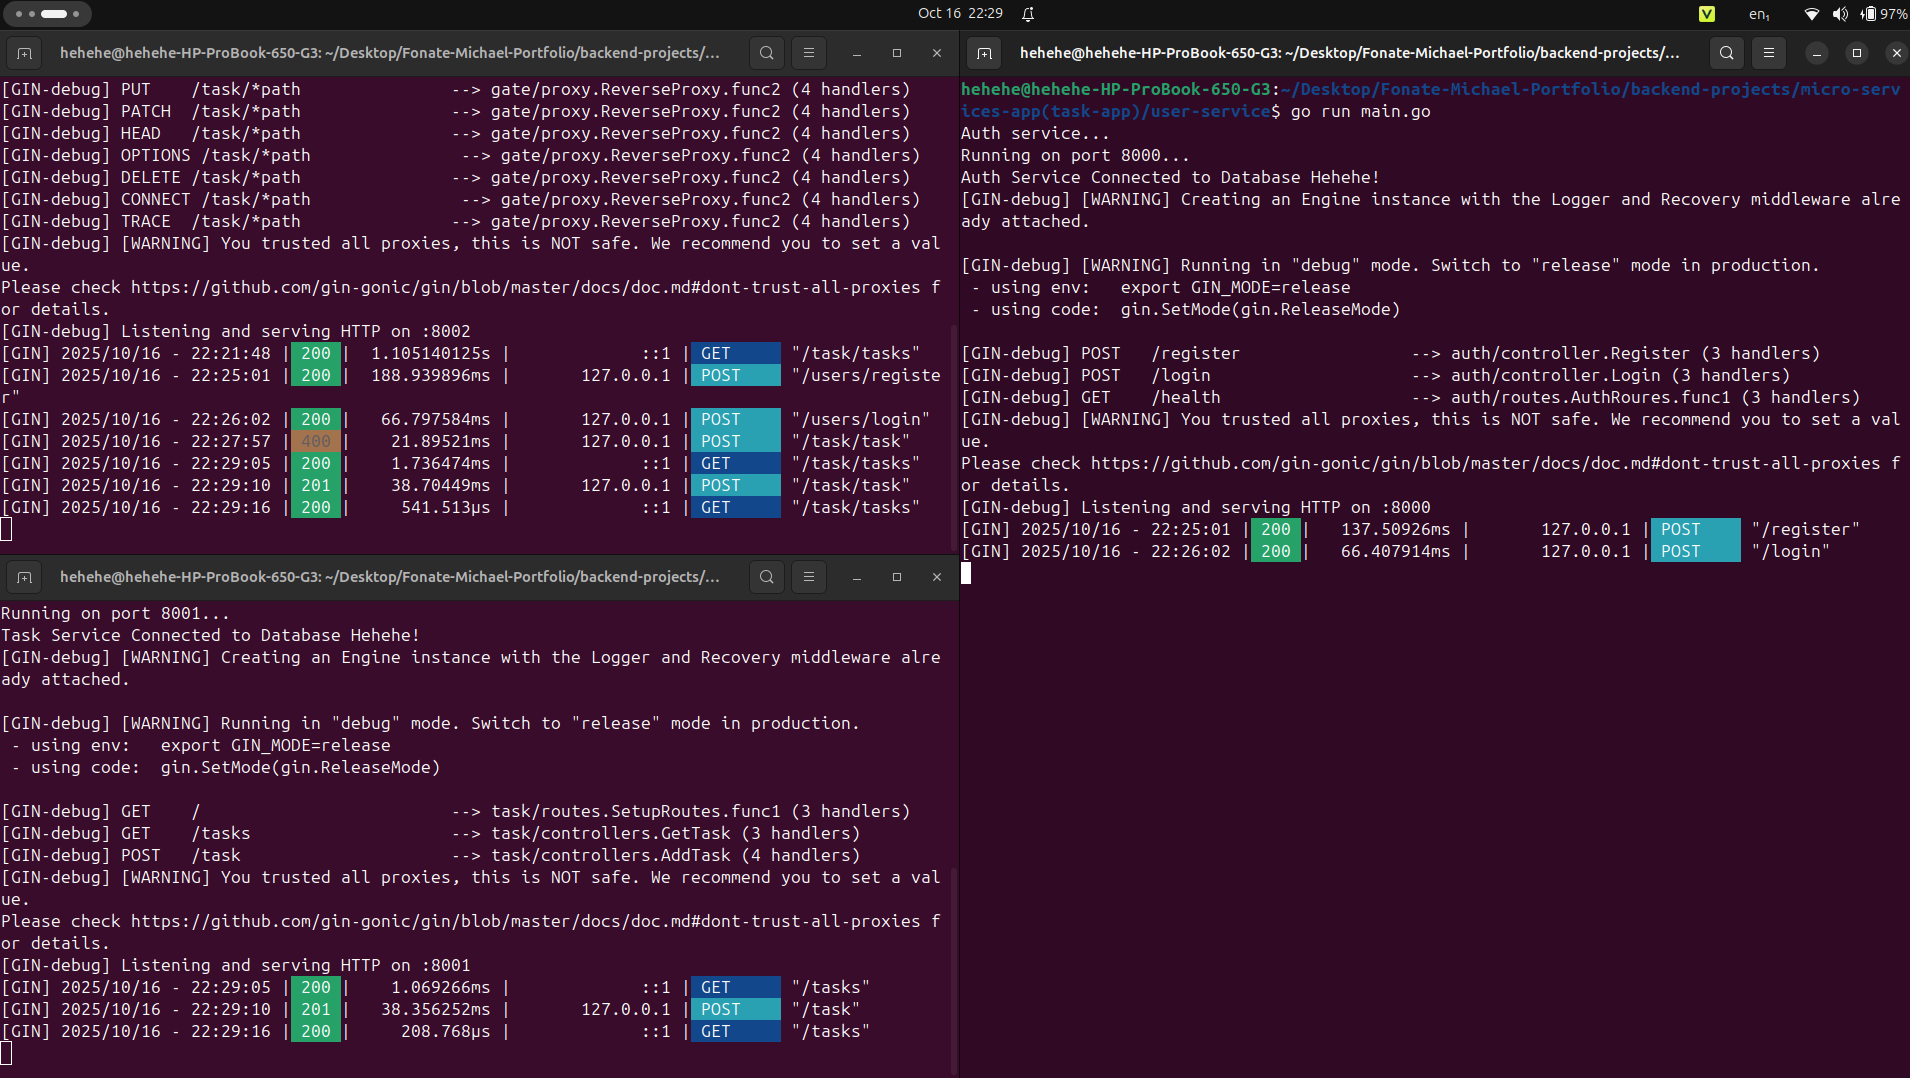 Oct 16 22:29
V
en₁
97%
hehehe@hehehe-HP-ProBook-650-G3: ~/Desktop/Fonate-Michael-Portfolio/backend-projects/...
[GIN-debug] PUT    /task/*path               --> gate/proxy.ReverseProxy.func2 (4 handlers)
[GIN-debug] PATCH  /task/*path               --> gate/proxy.ReverseProxy.func2 (4 handlers)
[GIN-debug] HEAD   /task/*path               --> gate/proxy.ReverseProxy.func2 (4 handlers)
[GIN-debug] OPTIONS /task/*path               --> gate/proxy.ReverseProxy.func2 (4 handlers)
[GIN-debug] DELETE /task/*path               --> gate/proxy.ReverseProxy.func2 (4 handlers)
[GIN-debug] CONNECT /task/*path               --> gate/proxy.ReverseProxy.func2 (4 handlers)
[GIN-debug] TRACE  /task/*path               --> gate/proxy.ReverseProxy.func2 (4 handlers)
[GIN-debug] [WARNING] You trusted all proxies, this is NOT safe. We recommend you to set a val
ue.
Please check https://github.com/gin-gonic/gin/blob/master/docs/doc.md#dont-trust-all-proxies f
or details.
[GIN-debug] Listening and serving HTTP on :8002
[GIN] 2025/10/16 - 22:21:48 | 200 |  1.105140125s |             ::1 | GET      "/task/tasks"
[GIN] 2025/10/16 - 22:25:01 | 200 |  188.939896ms |       127.0.0.1 | POST     "/users/registe
r"
[GIN] 2025/10/16 - 22:26:02 | 200 |   66.797584ms |       127.0.0.1 | POST     "/users/login"
[GIN] 2025/10/16 - 22:27:57 | 400 |    21.89521ms |       127.0.0.1 | POST     "/task/task"
[GIN] 2025/10/16 - 22:29:05 | 200 |    1.736474ms |             ::1 | GET      "/task/tasks"
[GIN] 2025/10/16 - 22:29:10 | 201 |    38.70449ms |       127.0.0.1 | POST     "/task/task"
[GIN] 2025/10/16 - 22:29:16 | 200 |     541.513µs |             ::1 | GET      "/task/tasks"
hehehe@hehehe-HP-ProBook-650-G3: ~/Desktop/Fonate-Michael-Portfolio/backend-projects/...
Running on port 8001...
Task Service Connected to Database Hehehe!
[GIN-debug] [WARNING] Creating an Engine instance with the Logger and Recovery middleware alre
ady attached.
[GIN-debug] [WARNING] Running in "debug" mode. Switch to "release" mode in production.
 - using env:   export GIN_MODE=release
 - using code:  gin.SetMode(gin.ReleaseMode)
[GIN-debug] GET    /                         --> task/routes.SetupRoutes.func1 (3 handlers)
[GIN-debug] GET    /tasks                    --> task/controllers.GetTask (3 handlers)
[GIN-debug] POST   /task                     --> task/controllers.AddTask (4 handlers)
[GIN-debug] [WARNING] You trusted all proxies, this is NOT safe. We recommend you to set a val
ue.
Please check https://github.com/gin-gonic/gin/blob/master/docs/doc.md#dont-trust-all-proxies f
or details.
[GIN-debug] Listening and serving HTTP on :8001
[GIN] 2025/10/16 - 22:29:05 | 200 |    1.069266ms |             ::1 | GET      "/tasks"
[GIN] 2025/10/16 - 22:29:10 | 201 |   38.356252ms |       127.0.0.1 | POST     "/task"
[GIN] 2025/10/16 - 22:29:16 | 200 |     208.768µs |             ::1 | GET      "/tasks"
hehehe@hehehe-HP-ProBook-650-G3: ~/Desktop/Fonate-Michael-Portfolio/backend-projects/...
hehehe@hehehe-HP-ProBook-650-G3:~/Desktop/Fonate-Michael-Portfolio/backend-projects/micro-serv
ices-app(task-app)/user-service$ go run main.go
Auth service...
Running on port 8000...
Auth Service Connected to Database Hehehe!
[GIN-debug] [WARNING] Creating an Engine instance with the Logger and Recovery middleware alre
ady attached.
[GIN-debug] [WARNING] Running in "debug" mode. Switch to "release" mode in production.
 - using env:   export GIN_MODE=release
 - using code:  gin.SetMode(gin.ReleaseMode)
[GIN-debug] POST   /register                 --> auth/controller.Register (3 handlers)
[GIN-debug] POST   /login                    --> auth/controller.Login (3 handlers)
[GIN-debug] GET    /health                   --> auth/routes.AuthRoures.func1 (3 handlers)
[GIN-debug] [WARNING] You trusted all proxies, this is NOT safe. We recommend you to set a val
ue.
Please check https://github.com/gin-gonic/gin/blob/master/docs/doc.md#dont-trust-all-proxies f
or details.
[GIN-debug] Listening and serving HTTP on :8000
[GIN] 2025/10/16 - 22:25:01 | 200 |   137.50926ms |       127.0.0.1 | POST     "/register"
[GIN] 2025/10/16 - 22:26:02 | 200 |   66.407914ms |       127.0.0.1 | POST     "/login"